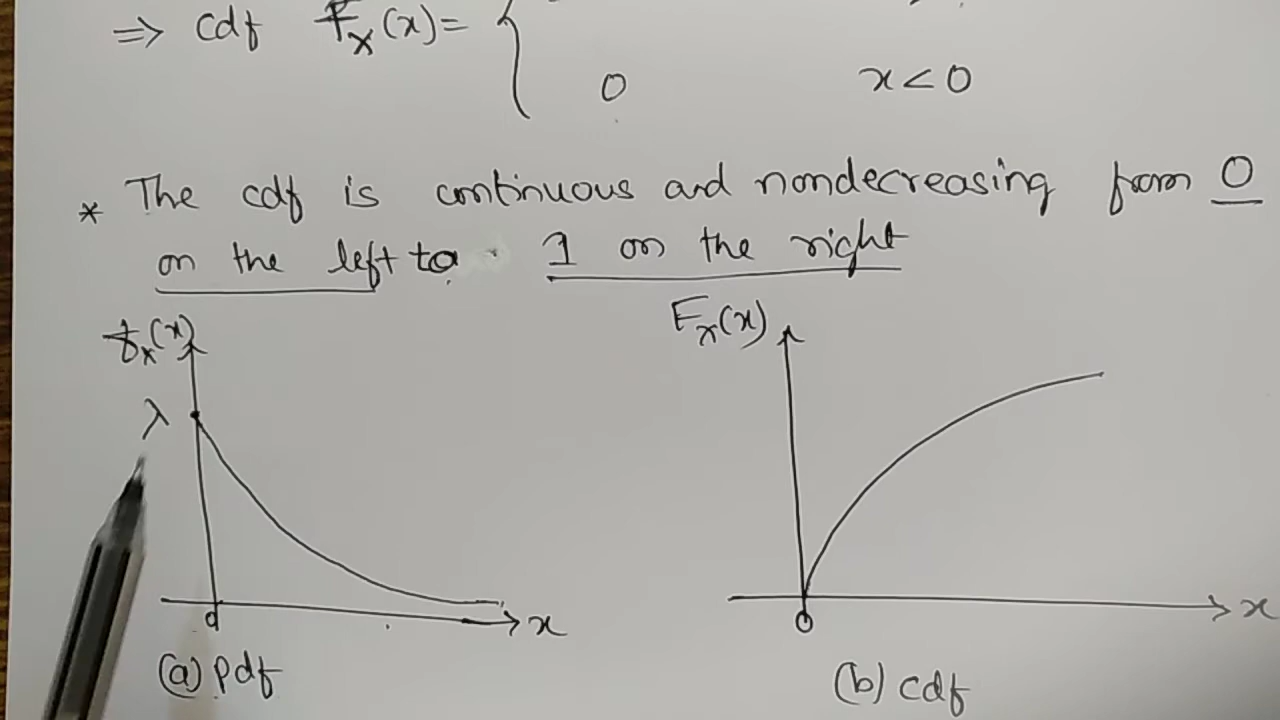 ⇒ cdf F_X(x) = {
0 x < 0
* The cdf is continuous and nondecreasing from 0
on the left to 1 on the right
f_X(x)
λ
0
x
(a) pdf
F_X(x)
0
x
(b) cdf